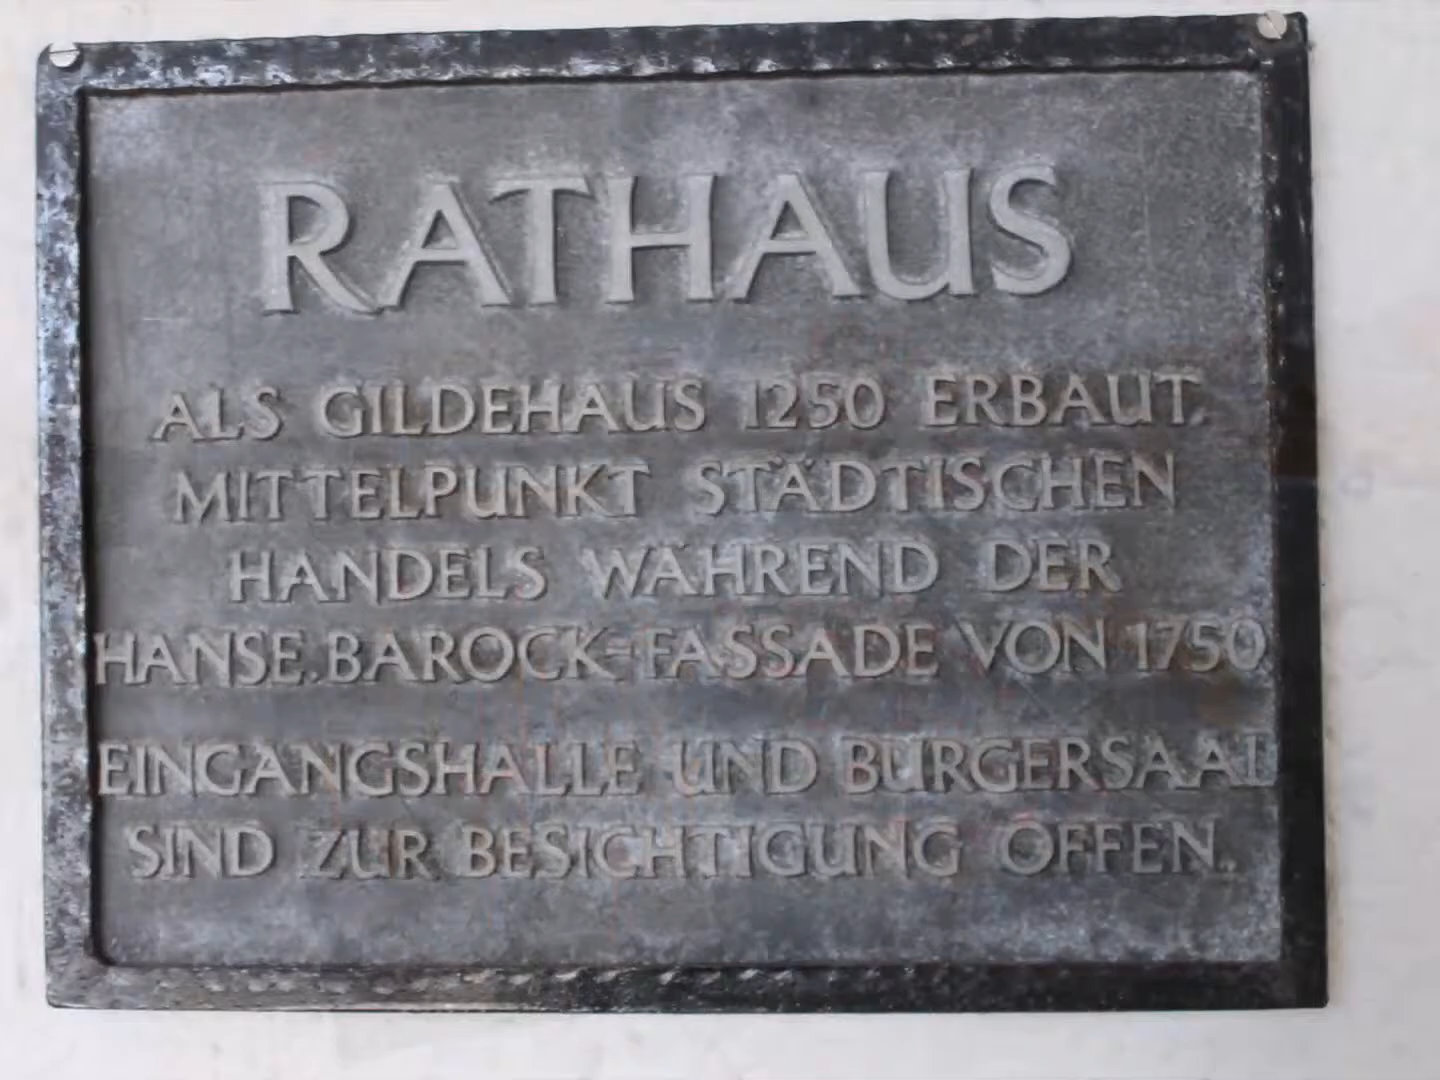 RATHAUS
ALS GILDEHAUS 1250 ERBAUT.
MITTELPUNKT STÄDTISCHEN
HANDELS WÄHREND DER
HANSE. BAROCK-FASSADE VON 1750
EINGANGSHALLE UND BÜRGERSAAL
SIND ZUR BESICHTIGUNG OFFEN.